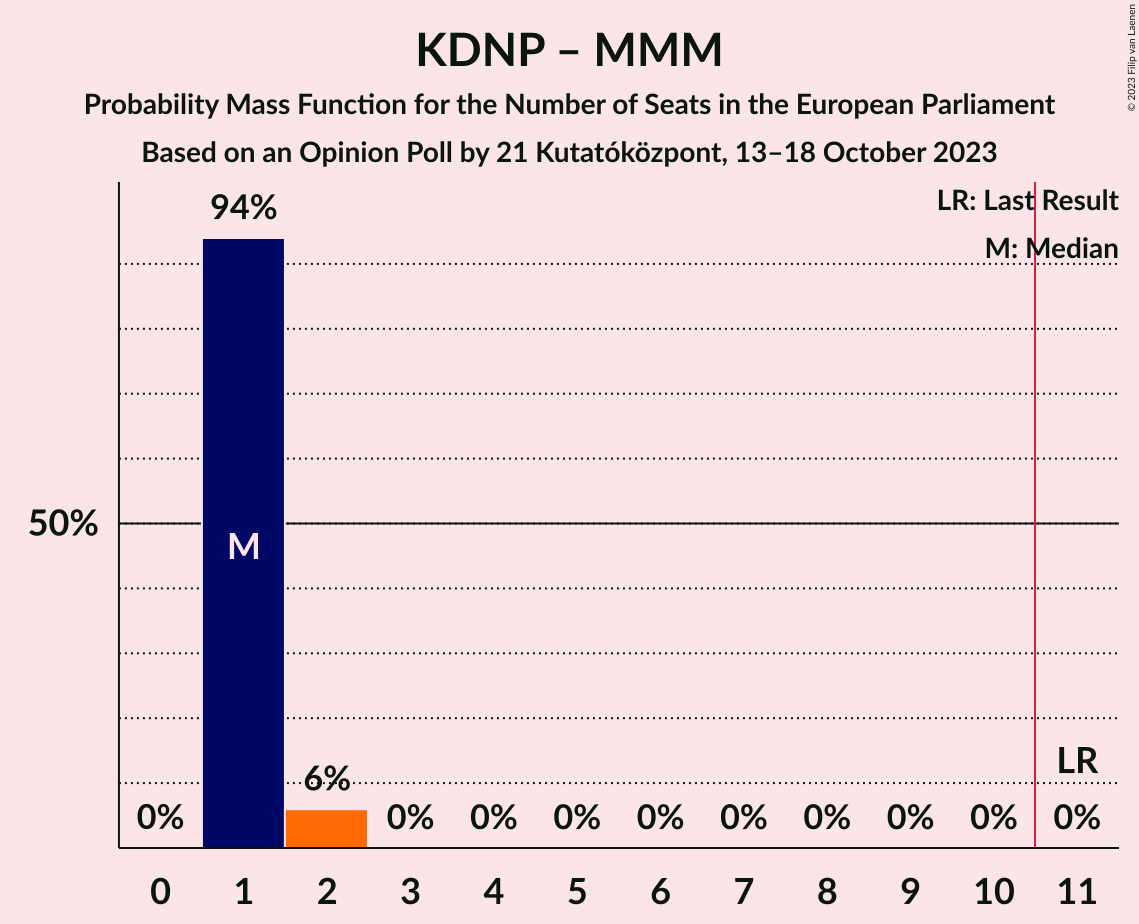 KDNP – MMM
Probability Mass Function for the Number of Seats in the European Parliament
Based on an Opinion Poll by 21 Kutatóközpont, 13–18 October 2023
© 2023 Filip van Laenen
LR: Last Result
M: Median
94%
50%
M
6%
LR
0% 0% 0% 0% 0% 0% 0% 0% 0% 0%
0 1 2 3 4 5 6 7 8 9 10 11